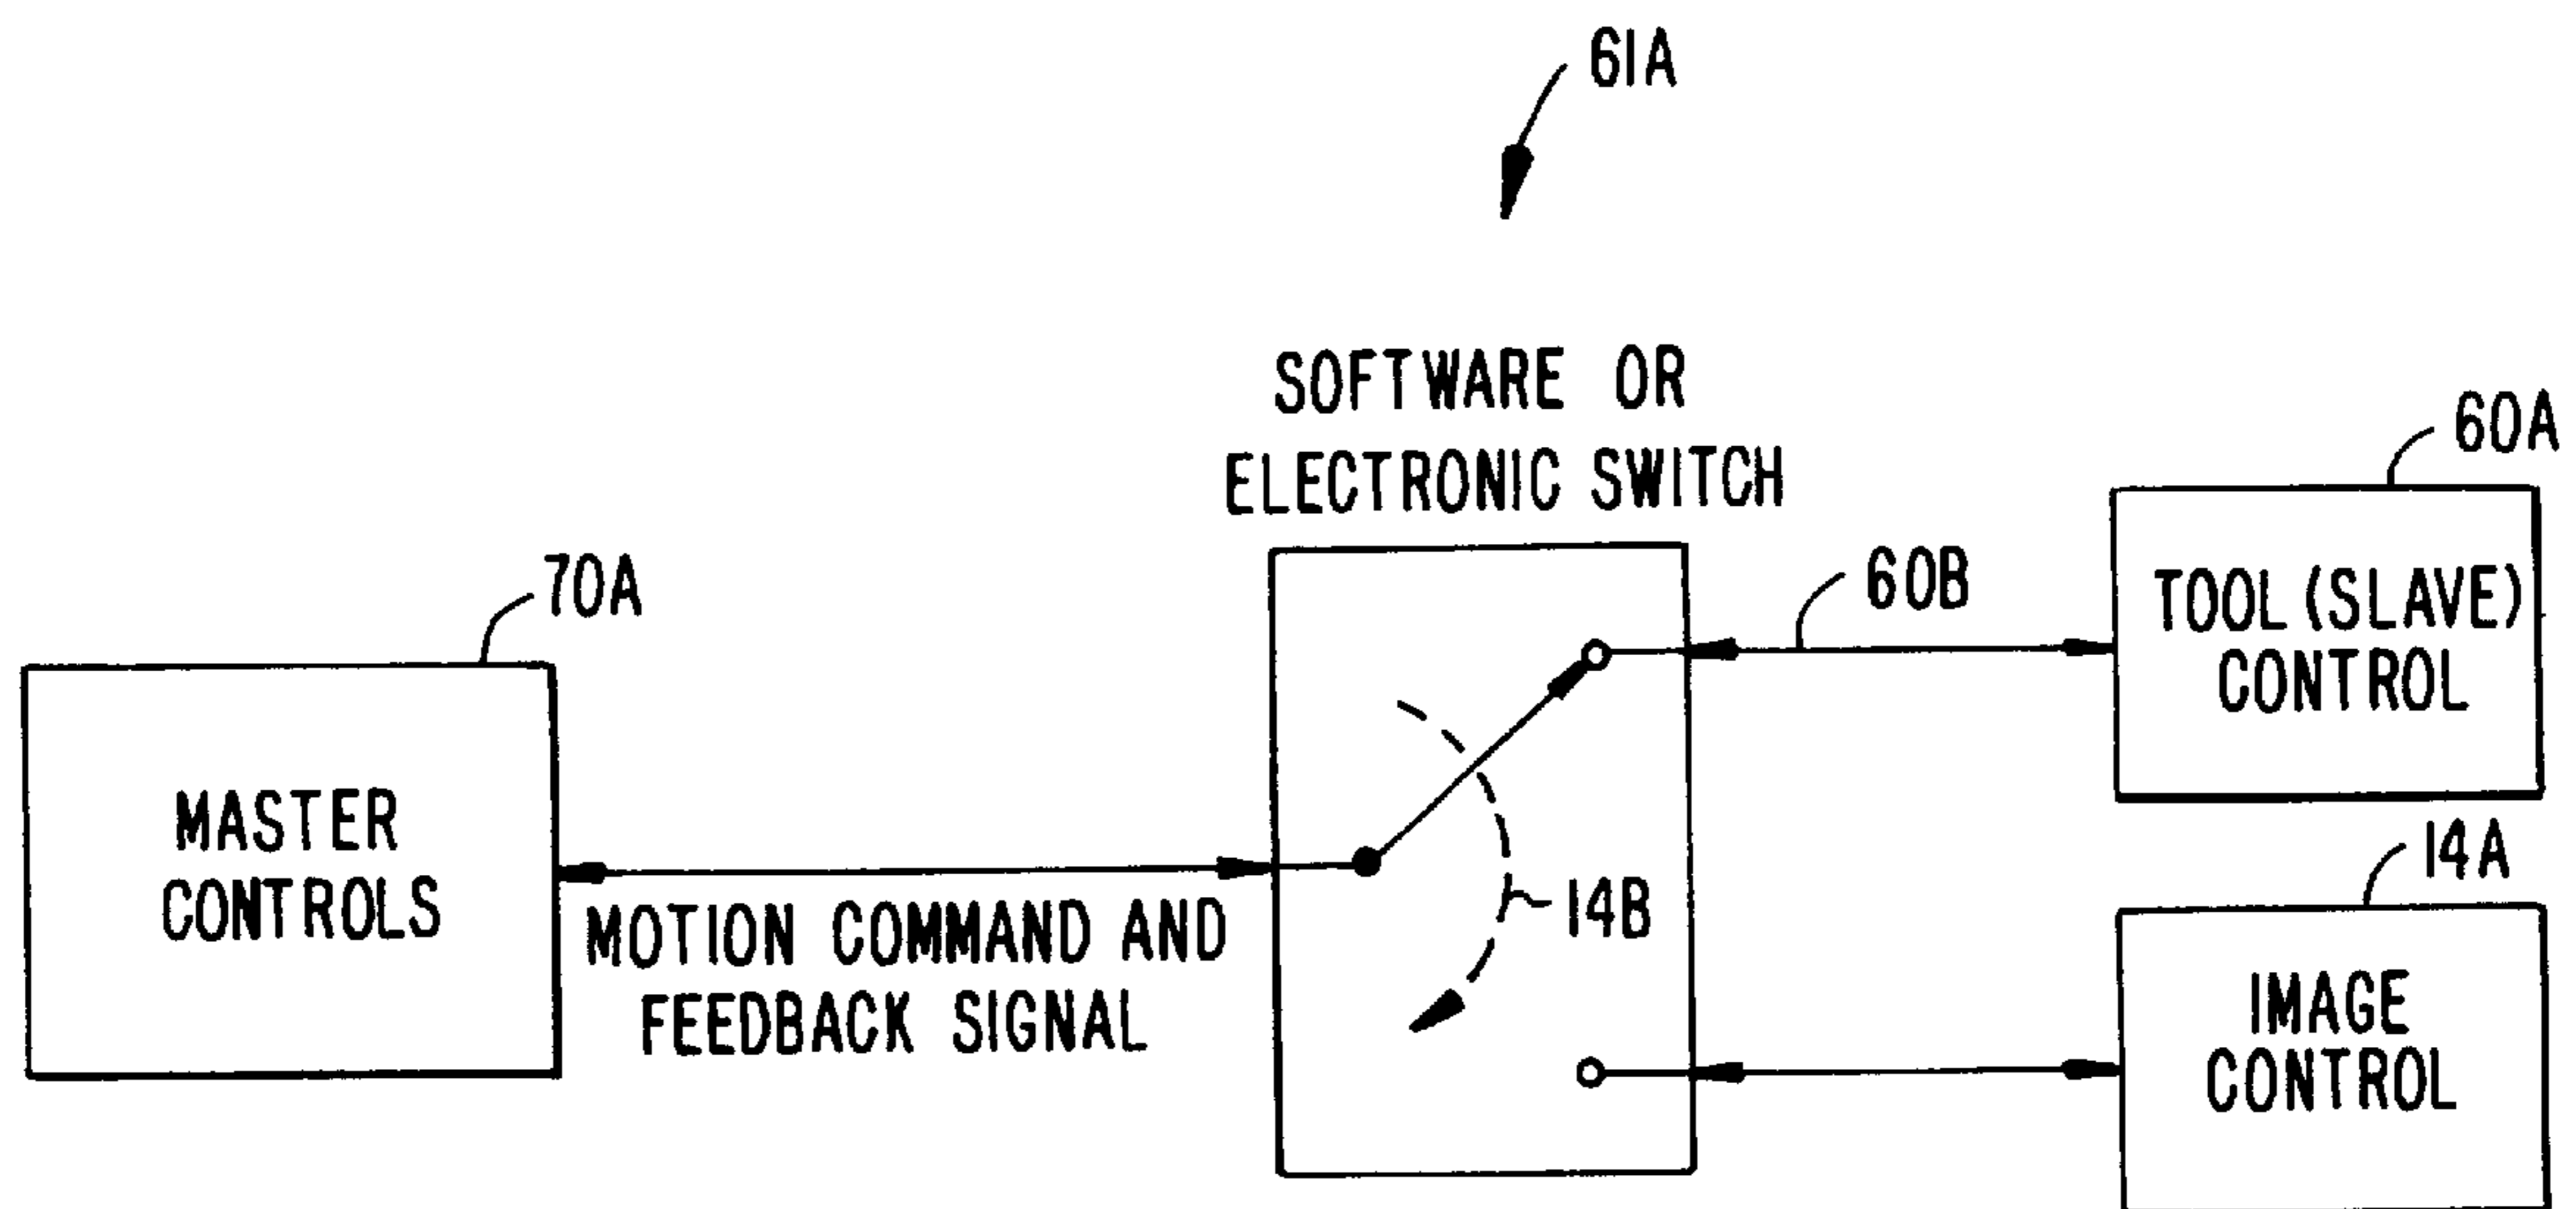 61A
SOFTWARE OR
ELECTRONIC SWITCH
60A
70A
60B
TOOL (SLAVE)
CONTROL
MASTER
CONTROLS
14A
14B
MOTION COMMAND AND
FEEDBACK SIGNAL
IMAGE
CONTROL